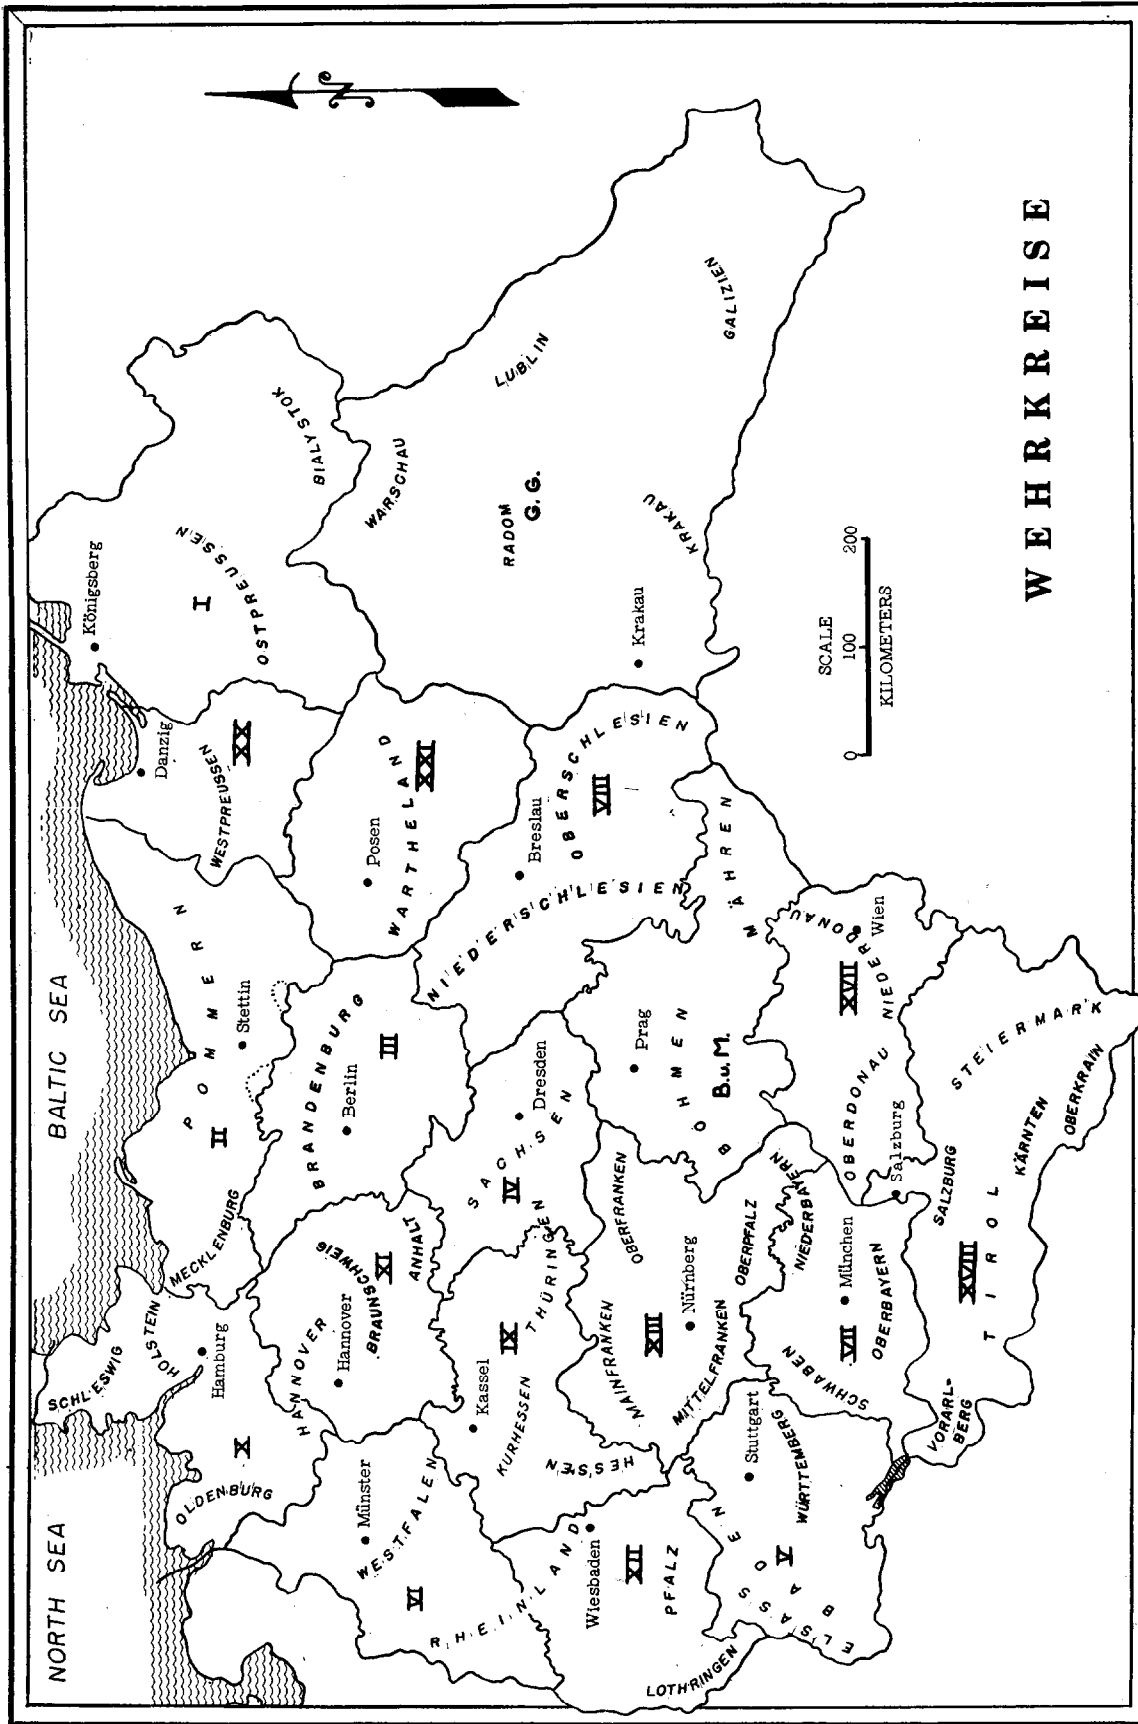 NORTH SEA
BALTIC SEA
N
SCHLESWIG
HOLSTEIN
Hamburg
X
OLDENBURG
HANNOVER
MECKLENBURG
II
POMMERN
Stettin
Danzig
WESTPREUSSEN
XX
Königsberg
I
OSTPREUSSEN
BIALYSTOK
Münster
WESTFALEN
VI
RHEINLAND
Hannover
BRAUNSCHWEIG
XI
ANHALT
BRANDENBURG
Berlin
III
Posen
WARTHELAND
XXI
WARSCHAU
LUBLIN
RADOM
G.G.
KRAKAU
Krakau
GALIZIEN
Kassel
KURHESSEN
HESSEN
IX
THÜRINGEN
SACHSEN
IV
Dresden
NIEDERSCHLESIEN
Breslau
OBERSCHLESIEN
VIII
Wiesbaden
XII
PFALZ
LOTHRINGEN
MAINFRANKEN
OBERFRANKEN
XIII
Nürnberg
MITTELFRANKEN
OBERPFALZ
NIEDERBAYERN
Prag
BOHMEN
B.u.M.
MÄHREN
ELSASS
BADEN
V
Stuttgart
WÜRTTEMBERG
SCHWABEN
VII
München
OBERBAYERN
Salzburg
OBERDONAU
NIEDERDONAU
XVII
Wien
VORARL-
BERG
TIROL
XVIII
SALZBURG
KÄRNTEN
STEIERMARK
OBERKRAIN
SCALE
0 100 200
KILOMETERS
WEHRKREISE